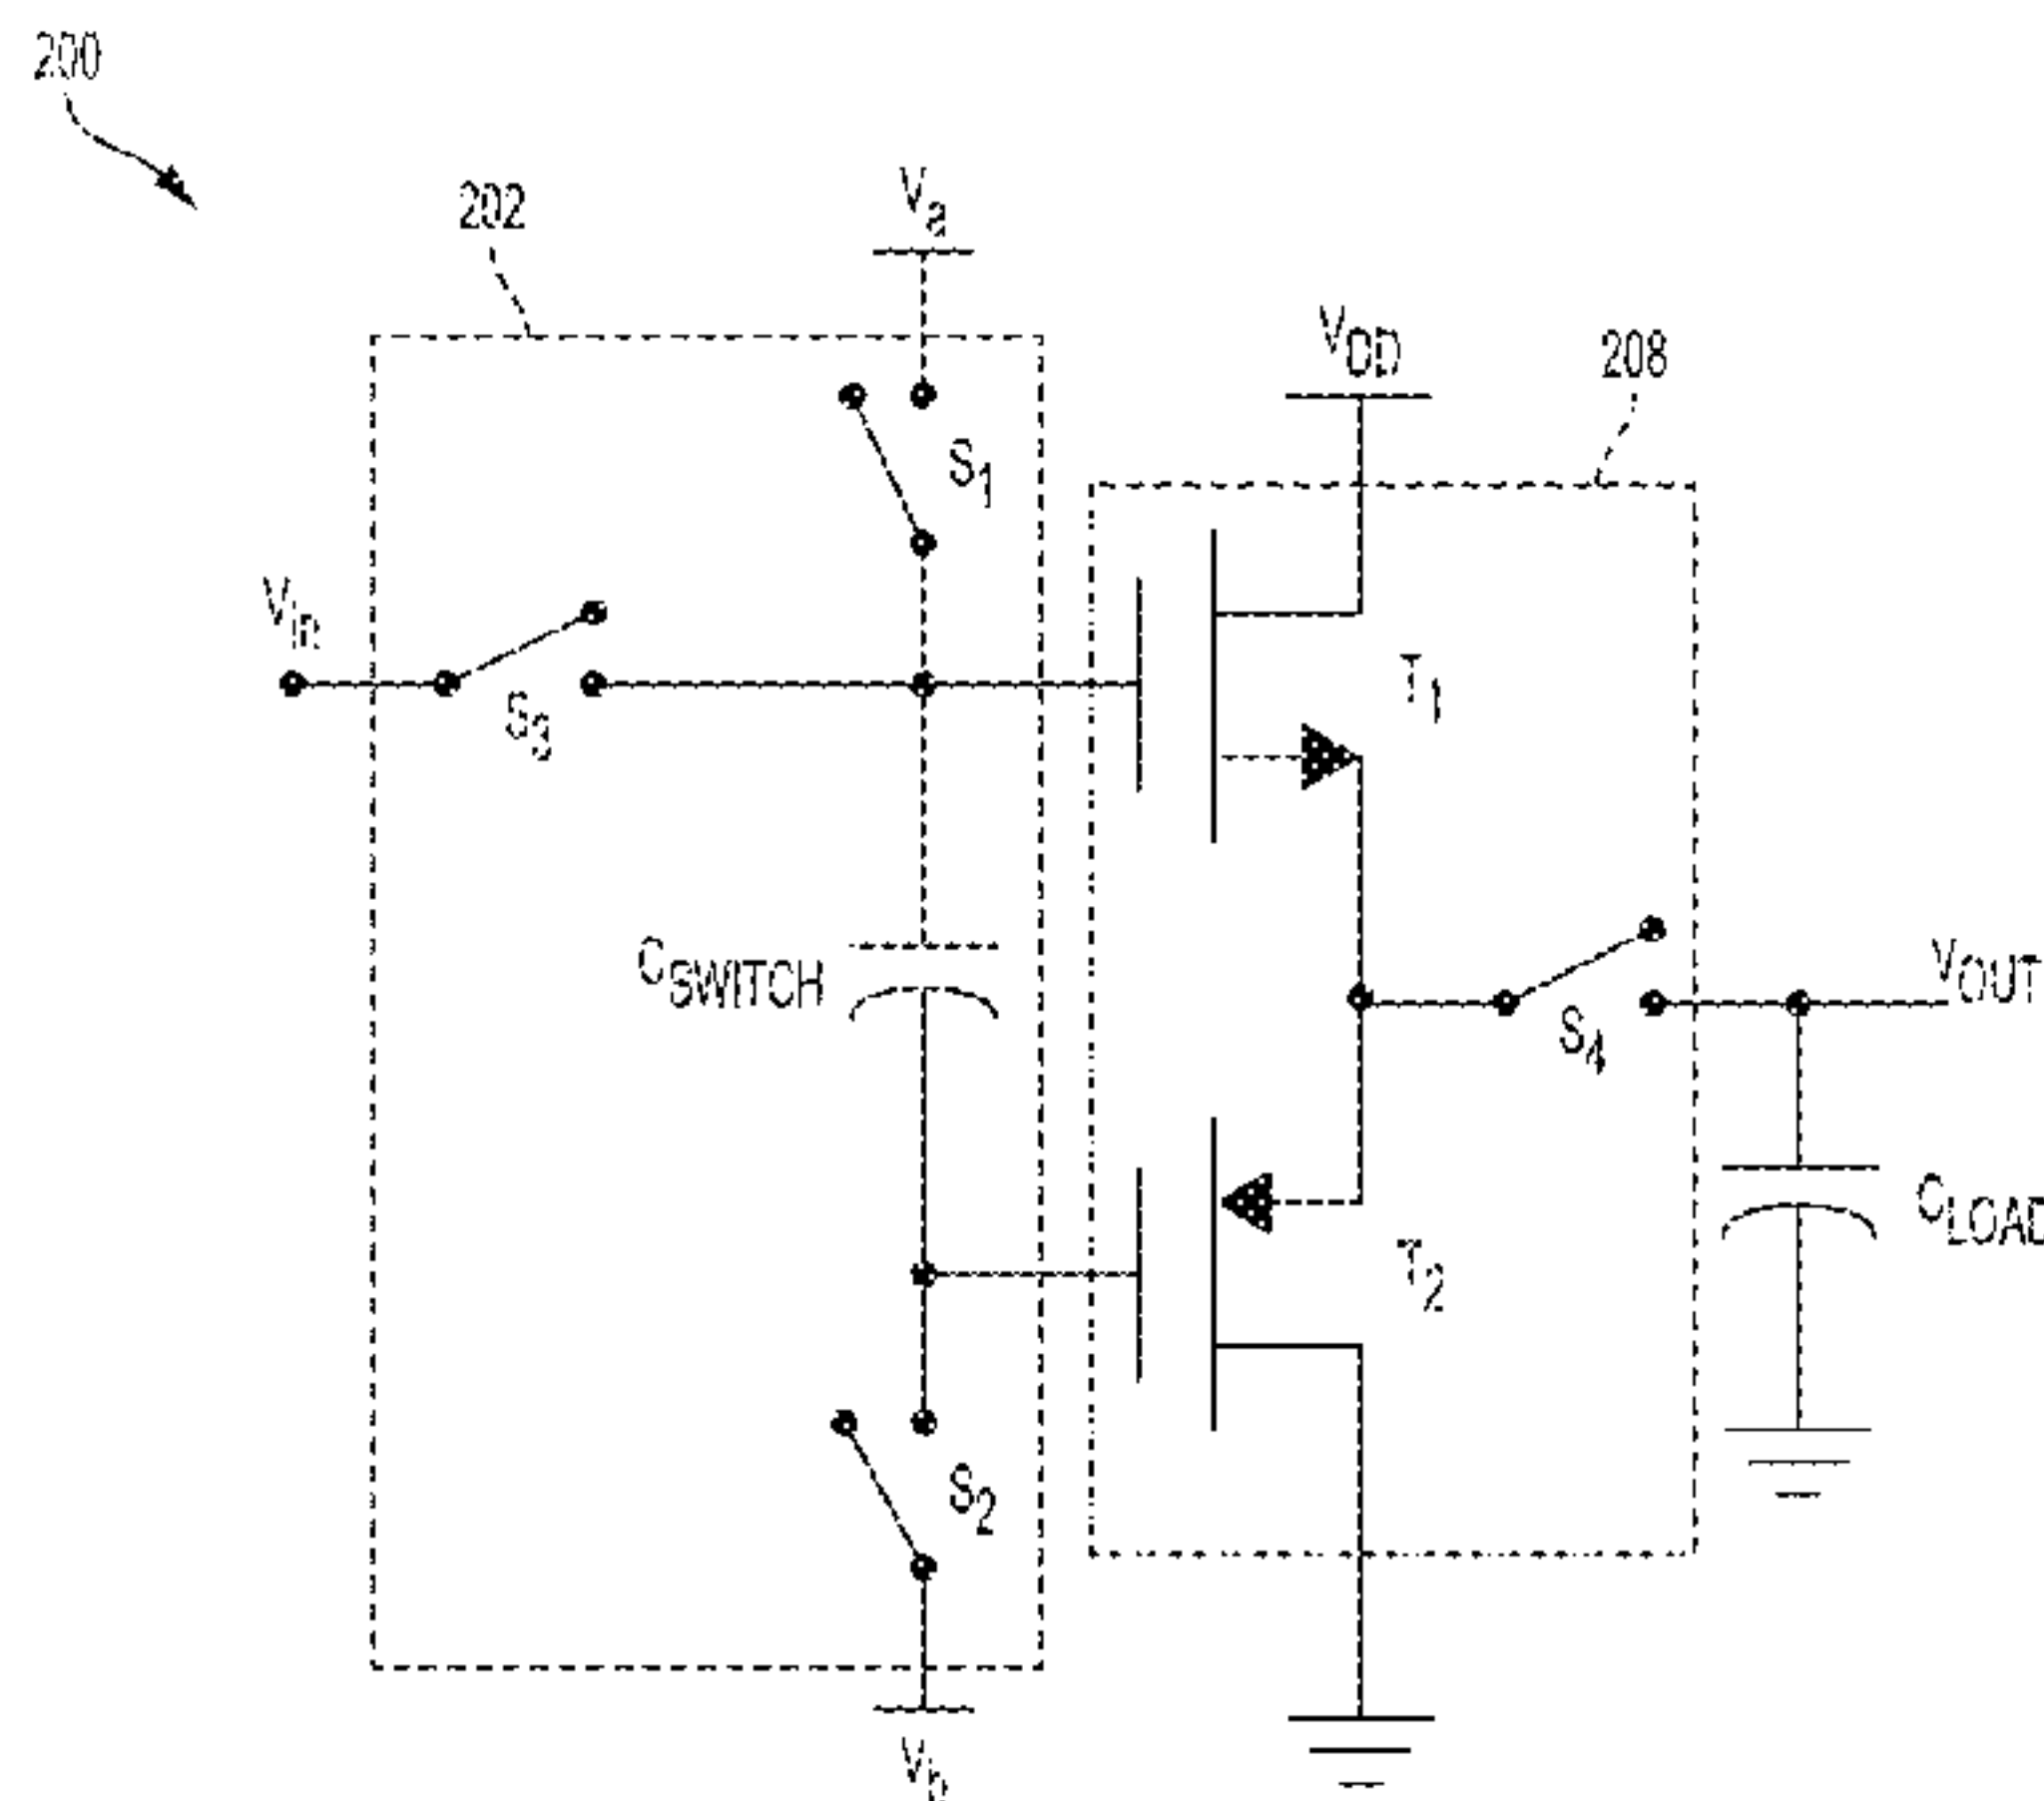 200
202
Va
VDD
208
S1
Vin
S3
T1
CSWITCH
S4
VOUT
CLOAD
T2
S2
Vb